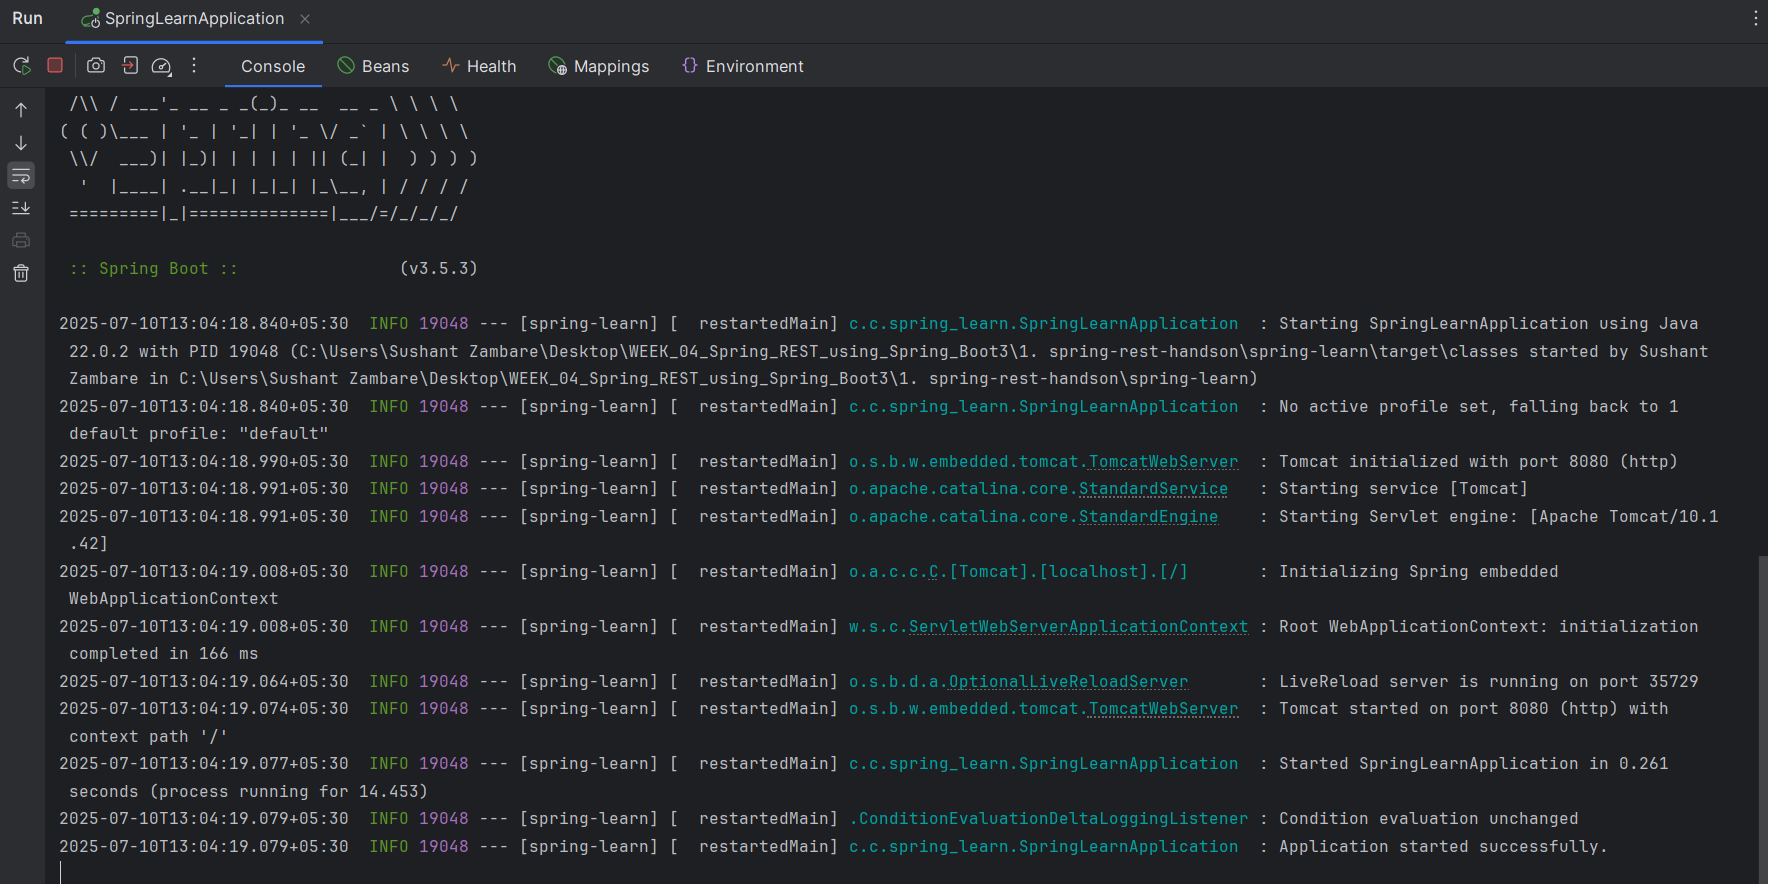 Run SpringLearnApplication
Console Beans Health Mappings Environment
 /\\ / ___'_ __ _ _(_)_ __  __ _ \ \ \ \
( ( )\___ | '_ | '_| | '_ \/ _` | \ \ \ \
 \\/  ___)| |_)| | | | | || (_| |  ) ) ) )
  '  |____| .__|_| |_|_| |_\__, | / / / /
 =========|_|==============|___/=/_/_/_/
 :: Spring Boot ::                (v3.5.3)
2025-07-10T13:04:18.840+05:30  INFO 19048 --- [spring-learn] [  restartedMain] c.c.spring_learn.SpringLearnApplication  : Starting SpringLearnApplication using Java
 22.0.2 with PID 19048 (C:\Users\Sushant Zambare\Desktop\WEEK_04_Spring_REST_using_Spring_Boot3\1. spring-rest-handson\spring-learn\target\classes started by Sushant
 Zambare in C:\Users\Sushant Zambare\Desktop\WEEK_04_Spring_REST_using_Spring_Boot3\1. spring-rest-handson\spring-learn)
2025-07-10T13:04:18.840+05:30  INFO 19048 --- [spring-learn] [  restartedMain] c.c.spring_learn.SpringLearnApplication  : No active profile set, falling back to 1
 default profile: "default"
2025-07-10T13:04:18.990+05:30  INFO 19048 --- [spring-learn] [  restartedMain] o.s.b.w.embedded.tomcat.TomcatWebServer  : Tomcat initialized with port 8080 (http)
2025-07-10T13:04:18.991+05:30  INFO 19048 --- [spring-learn] [  restartedMain] o.apache.catalina.core.StandardService   : Starting service [Tomcat]
2025-07-10T13:04:18.991+05:30  INFO 19048 --- [spring-learn] [  restartedMain] o.apache.catalina.core.StandardEngine    : Starting Servlet engine: [Apache Tomcat/10.1
 .42]
2025-07-10T13:04:19.008+05:30  INFO 19048 --- [spring-learn] [  restartedMain] o.a.c.c.C.[Tomcat].[localhost].[/]       : Initializing Spring embedded
 WebApplicationContext
2025-07-10T13:04:19.008+05:30  INFO 19048 --- [spring-learn] [  restartedMain] w.s.c.ServletWebServerApplicationContext : Root WebApplicationContext: initialization
 completed in 166 ms
2025-07-10T13:04:19.064+05:30  INFO 19048 --- [spring-learn] [  restartedMain] o.s.b.d.a.OptionalLiveReloadServer       : LiveReload server is running on port 35729
2025-07-10T13:04:19.074+05:30  INFO 19048 --- [spring-learn] [  restartedMain] o.s.b.w.embedded.tomcat.TomcatWebServer  : Tomcat started on port 8080 (http) with
 context path '/'
2025-07-10T13:04:19.077+05:30  INFO 19048 --- [spring-learn] [  restartedMain] c.c.spring_learn.SpringLearnApplication  : Started SpringLearnApplication in 0.261
 seconds (process running for 14.453)
2025-07-10T13:04:19.079+05:30  INFO 19048 --- [spring-learn] [  restartedMain] .ConditionEvaluationDeltaLoggingListener : Condition evaluation unchanged
2025-07-10T13:04:19.079+05:30  INFO 19048 --- [spring-learn] [  restartedMain] c.c.spring_learn.SpringLearnApplication  : Application started successfully.